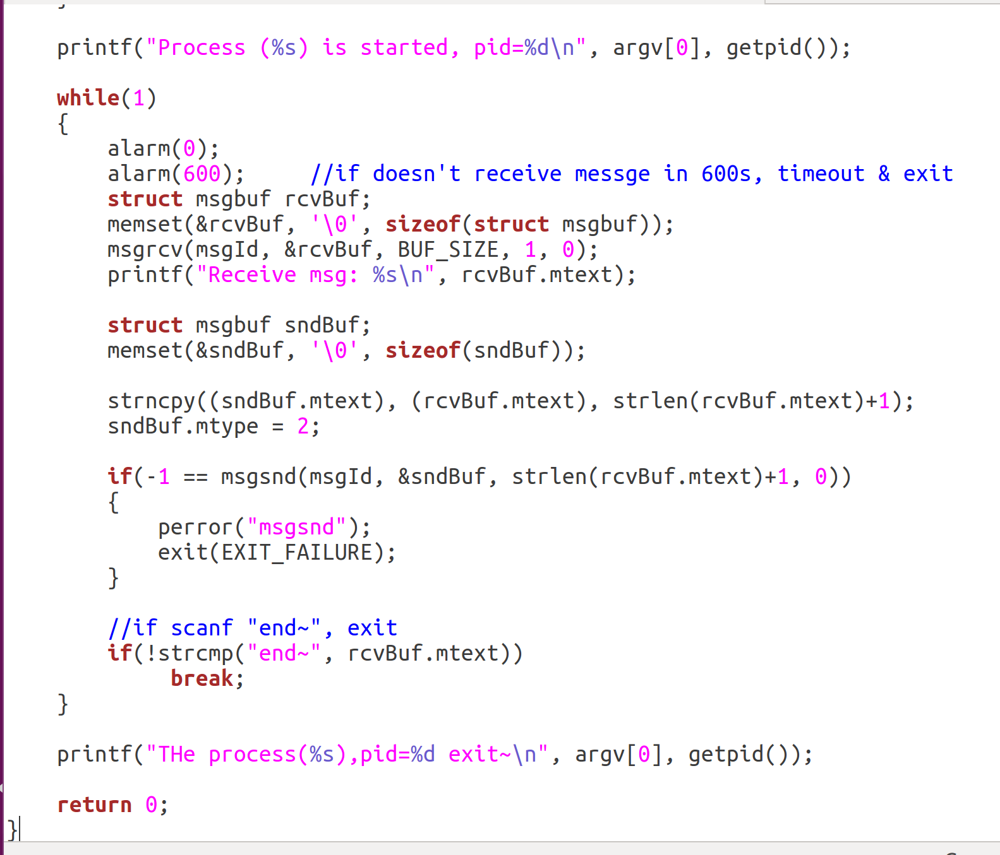 }
printf("Process (%s) is started, pid=%d\n", argv[0], getpid());
while(1)
{
alarm(0);
alarm(600);     //if doesn't receive messge in 600s, timeout & exit
struct msgbuf rcvBuf;
memset(&rcvBuf, '\0', sizeof(struct msgbuf));
msgrcv(msgId, &rcvBuf, BUF_SIZE, 1, 0);
printf("Receive msg: %s\n", rcvBuf.mtext);
struct msgbuf sndBuf;
memset(&sndBuf, '\0', sizeof(sndBuf));
strncpy((sndBuf.mtext), (rcvBuf.mtext), strlen(rcvBuf.mtext)+1);
sndBuf.mtype = 2;
if(-1 == msgsnd(msgId, &sndBuf, strlen(rcvBuf.mtext)+1, 0))
{
perror("msgsnd");
exit(EXIT_FAILURE);
}
//if scanf "end~", exit
if(!strcmp("end~", rcvBuf.mtext))
break;
}
printf("THe process(%s),pid=%d exit~\n", argv[0], getpid());
return 0;
}